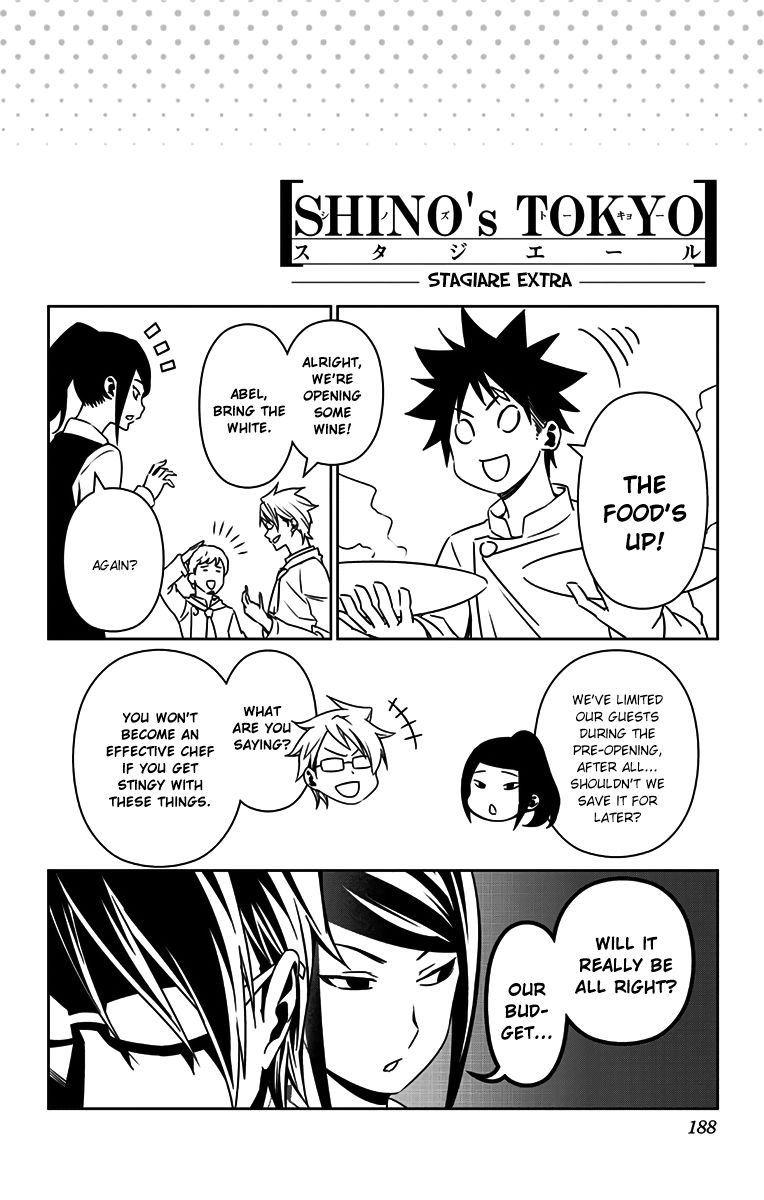 [SHINO's TOKYO]
シノズ トーキョー
スタジエール
STAGIARE EXTRA
THE
FOOD'S
UP!
ALRIGHT,
WE'RE
OPENING
SOME
WINE!
ABEL,
BRING THE
WHITE.
AGAIN?
WE'VE LIMITED
OUR GUESTS
DURING THE
PRE-OPENING,
AFTER ALL...
SHOULDN'T WE
SAVE IT FOR
LATER?
WHAT
ARE YOU
SAYING?
YOU WON'T
BECOME AN
EFFECTIVE CHEF
IF YOU GET
STINGY WITH
THESE THINGS.
WILL IT
REALLY BE
ALL RIGHT?
OUR
BUD-
GET...
188